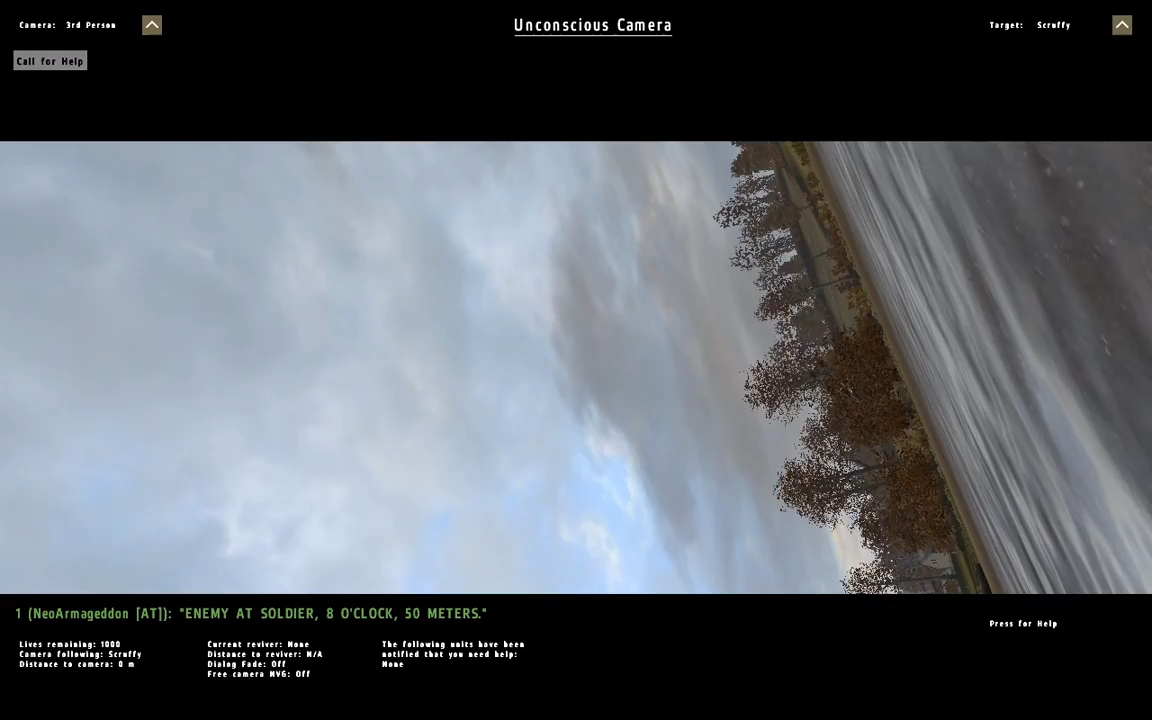 Camera: 3rd Person
Unconscious Camera
Target: Scruffy
Call for Help
1 (NeoArmageddon [AT]): "ENEMY AT SOLDIER, 8 O'CLOCK, 50 METERS."
Press for Help
Lives remaining: 1000
Camera following: Scruffy
Distance to camera: 0 m
Current reviver: None
Distance to reviver: N/A
Dialog Fade: Off
Free camera NVG: Off
The following units have been
notified that you need help:
None